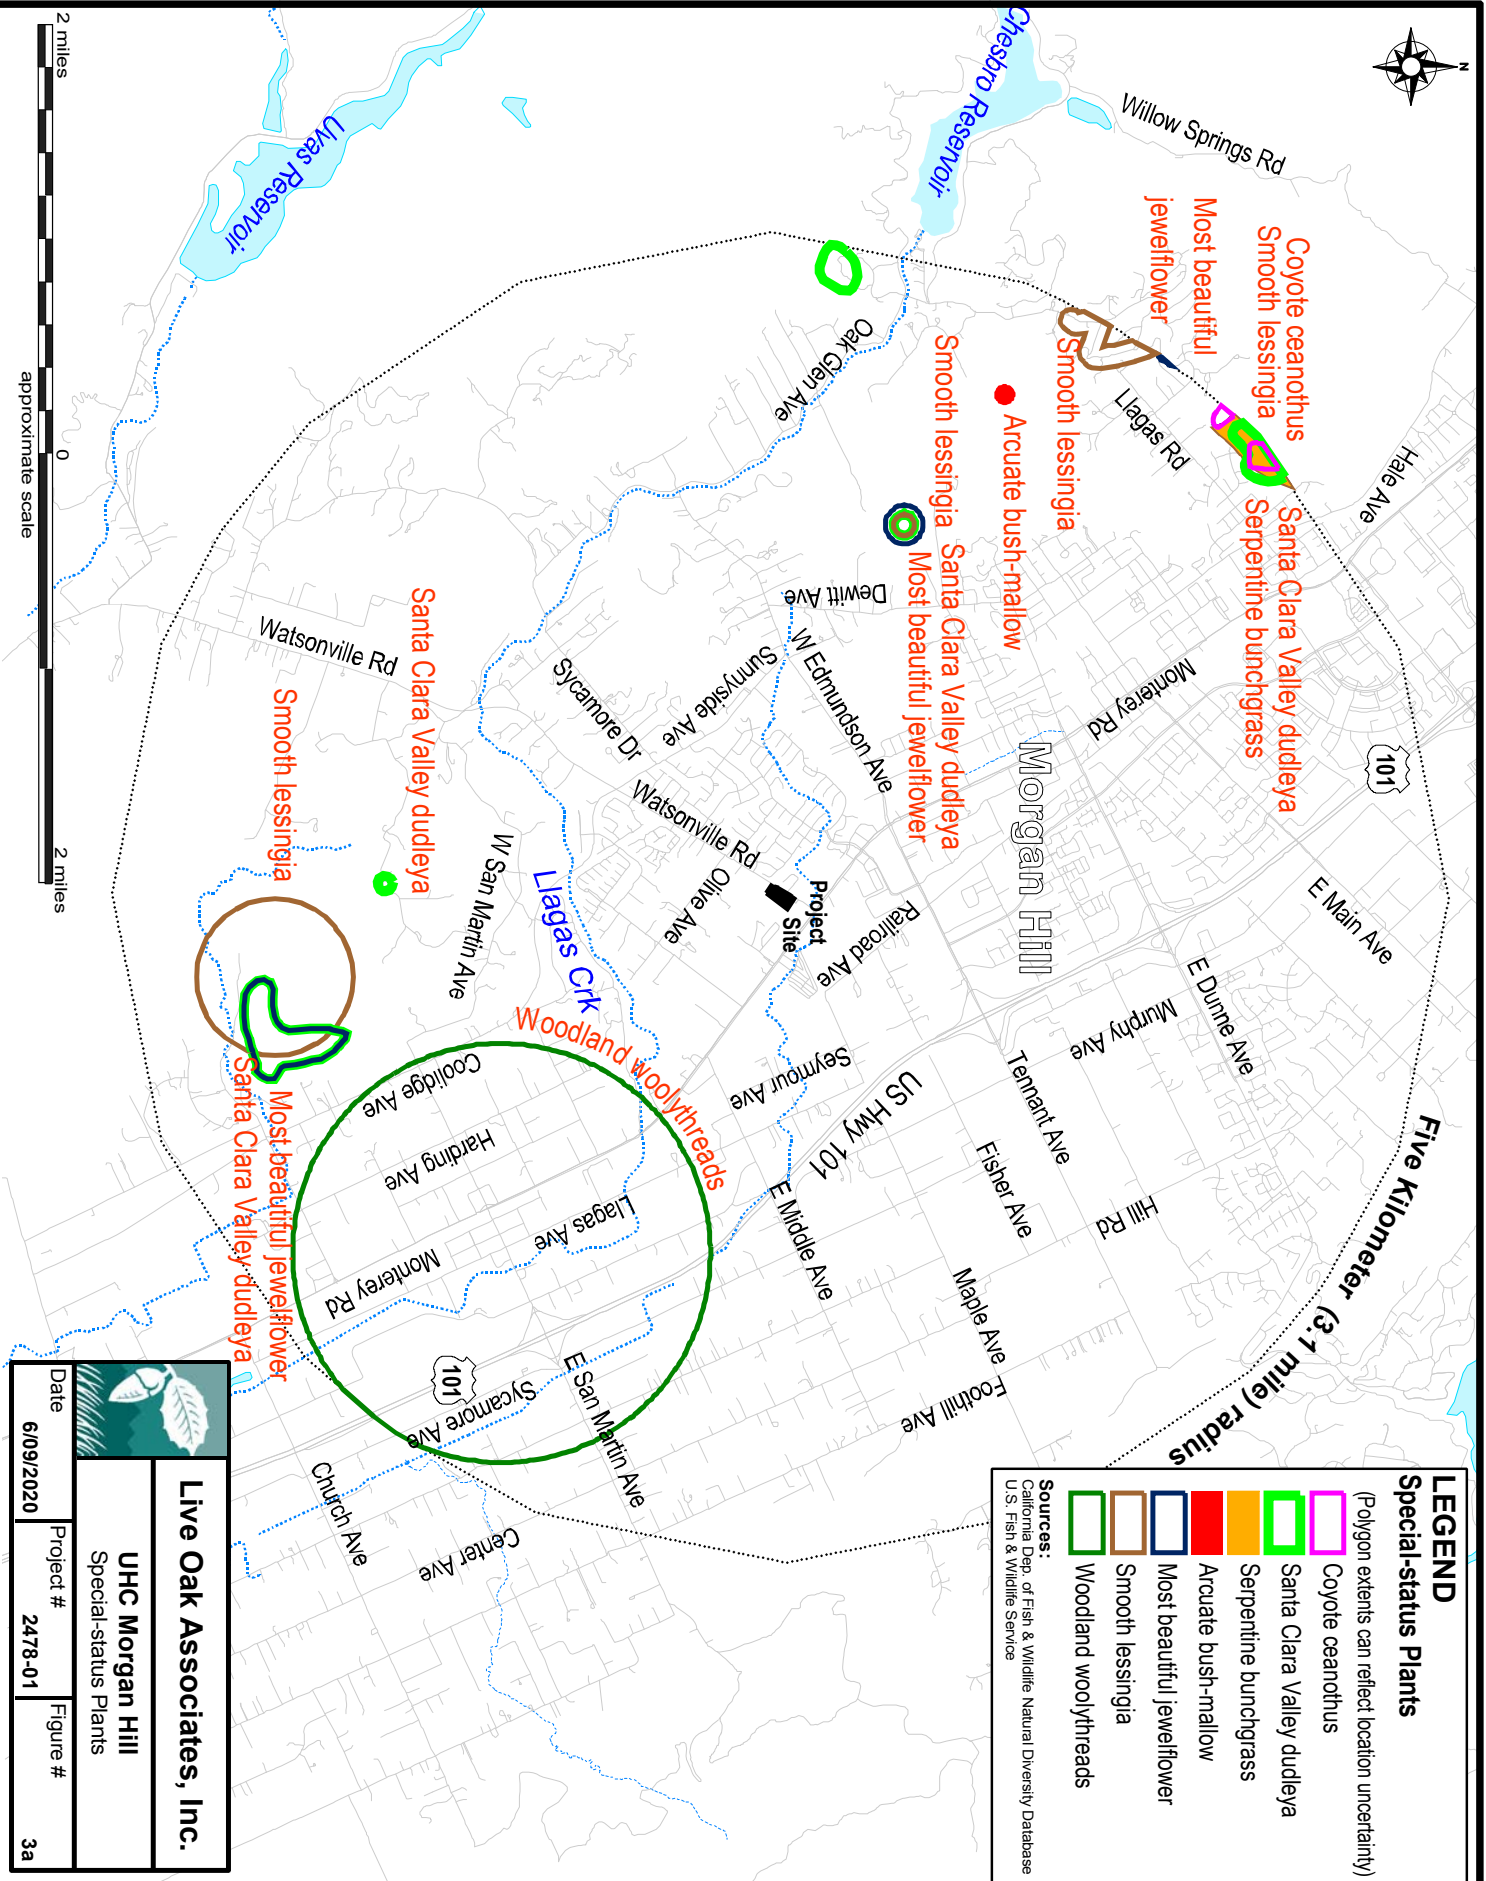 LEGEND
Special-status Plants
(Polygon extents can reflect location uncertainty)
Coyote ceanothus
Santa Clara Valley dudleya
Serpentine bunchgrass
Arcuate bush-mallow
Most beautiful jewelflower
Smooth lessingia
Woodland woolythreads
Sources:
California Dep. of Fish & Wildlife Natural Diversity Database
U.S. Fish & Wildlife Service
N
Willow Springs Rd
Chesbro Reservoir
Uvas Reservoir
Coyote ceanothus
Smooth lessingia
Most beautiful
jewelflower
Hale Ave
Santa Clara Valley dudleya
Serpentine bunchgrass
Llagas Rd
Smooth lessingia
Arcuate bush-mallow
Smooth lessingia
Santa Clara Valley dudleya
Most beautiful jewelflower
Oak Glen Ave
Dewitt Ave
W Edmundson Ave
Sunnyside Ave
Sycamore Dr
Monterey Rd
101
Morgan Hill
E Main Ave
E Dunne Ave
Murphy Ave
Tennant Ave
Railroad Ave
Project
Site
Watsonville Rd
Olive Ave
Llagas Crk
W San Martin Ave
Watsonville Rd
Santa Clara Valley dudleya
Smooth lessingia
Woodland woolythreads
Seymour Ave
US Hwy 101
Fisher Ave
Hill Rd
E Middle Ave
Maple Ave
Loothill Ave
Five Kilometer (3.1 mile) radius
Coolidge Ave
Harding Ave
Llagas Ave
Monterey Rd
Most beautiful jewelflower
Santa Clara Valley dudleya
101
Sycamore Ave
E San Martin Ave
Church Ave
Center Ave
2 miles
0
2 miles
approximate scale
Live Oak Associates, Inc.
UHC Morgan Hill
Special-status Plants
Date
Project #
Figure #
6/09/2020
2478-01
3a